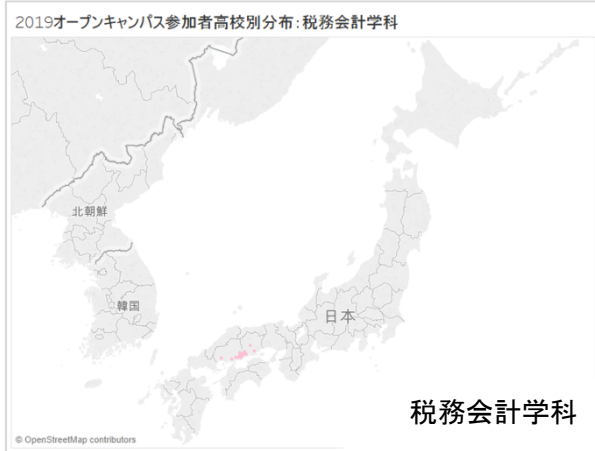 2019オープンキャンパス参加者高校別分布：税務会計学科
北朝鮮
韓国
日本
税務会計学科
© OpenStreetMap contributors